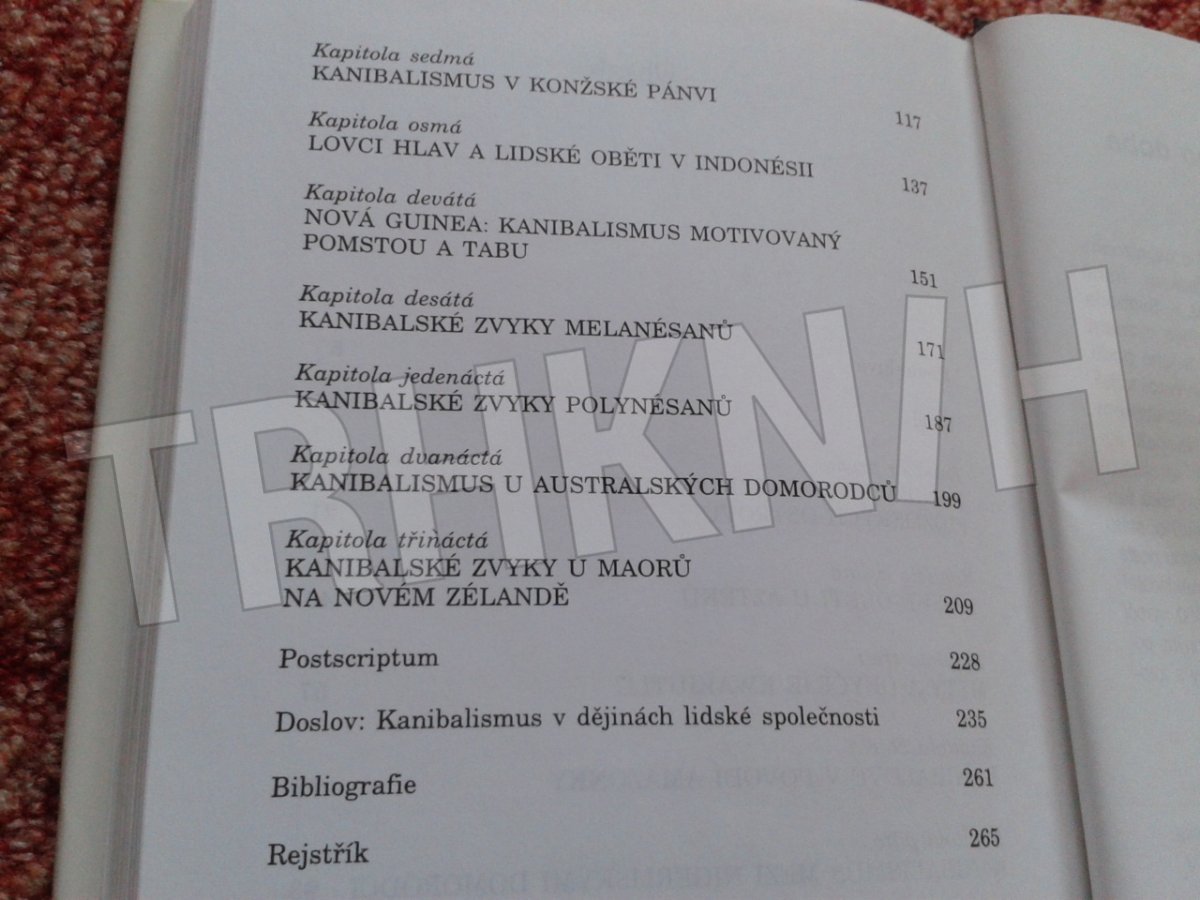 Kapitola sedmá
KANIBALISMUS V KONŽSKÉ PÁNVI 117
Kapitola osmá
LOVCI HLAV A LIDSKÉ OBĚTI V INDONÉSII 137
Kapitola devátá
NOVÁ GUINEA: KANIBALISMUS MOTIVOVANÝ
POMSTOU A TABU 151
Kapitola desátá
KANIBALSKÉ ZVYKY MELANÉSANŮ 171
Kapitola jedenáctá
KANIBALSKÉ ZVYKY POLYNÉSANŮ 187
Kapitola dvanáctá
KANIBALISMUS U AUSTRALSKÝCH DOMORODCŮ 199
Kapitola třináctá
KANIBALSKÉ ZVYKY U MAORŮ
NA NOVÉM ZÉLANDĚ 209
Postscriptum 228
Doslov: Kanibalismus v dějinách lidské společnosti 235
Bibliografie 261
Rejstřík 265
TRHKNIH